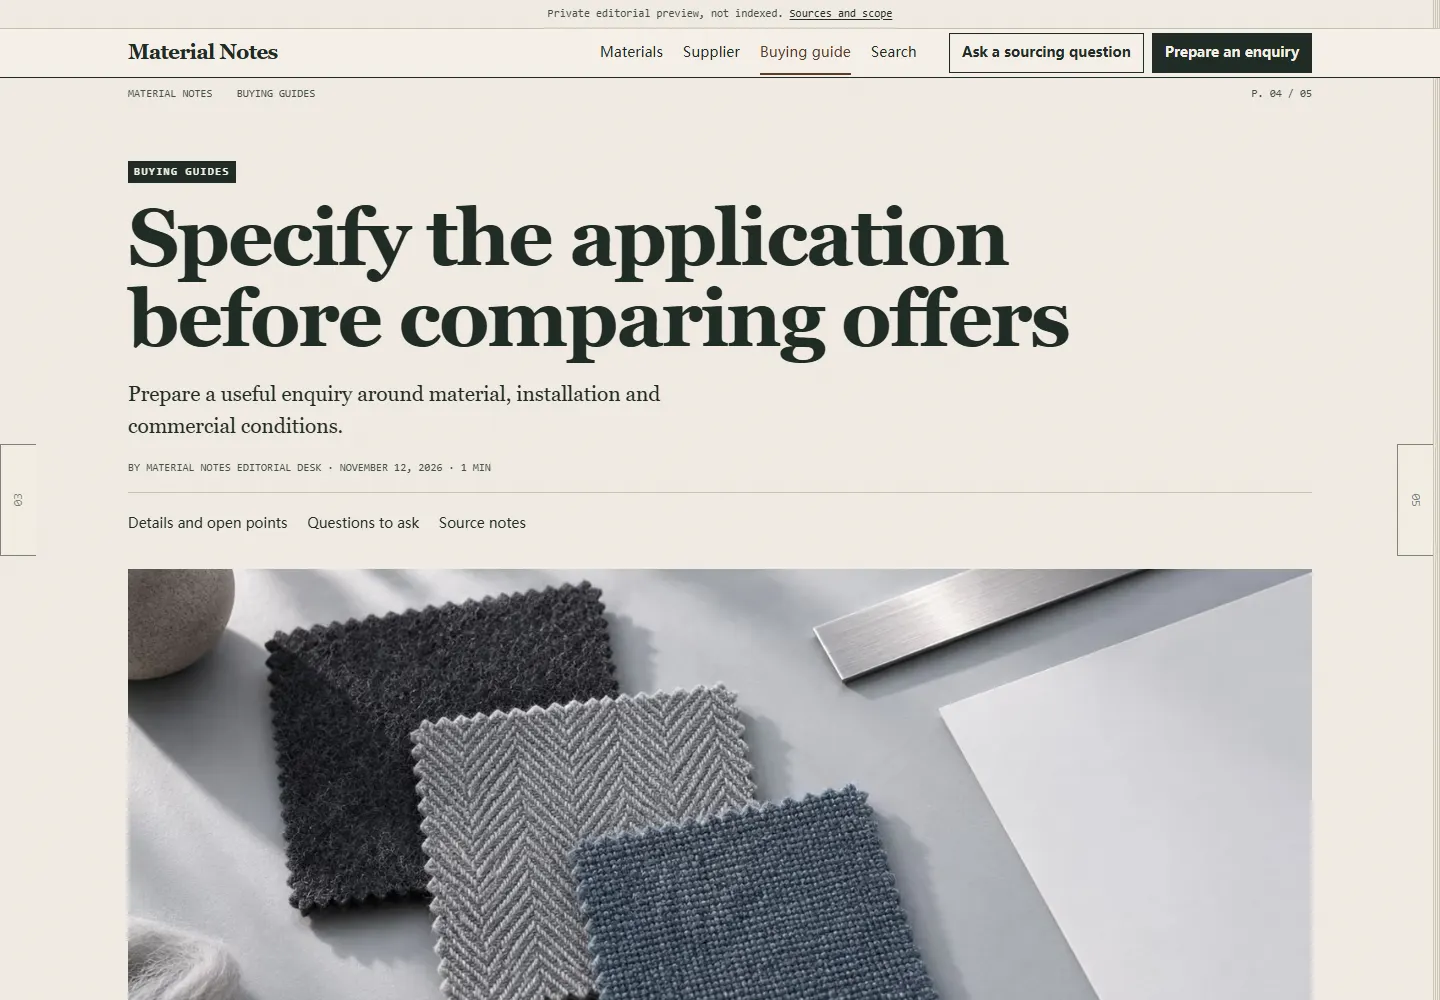 Private editorial preview, not indexed. Sources and scope
Material Notes
Materials Supplier Buying guide Search Ask a sourcing question Prepare an enquiry
MATERIAL NOTES BUYING GUIDES P. 04 / 05
BUYING GUIDES
Specify the application
before comparing offers
Prepare a useful enquiry around material, installation and
commercial conditions.
BY MATERIAL NOTES EDITORIAL DESK · NOVEMBER 12, 2026 · 1 MIN
03
05
Details and open points Questions to ask Source notes